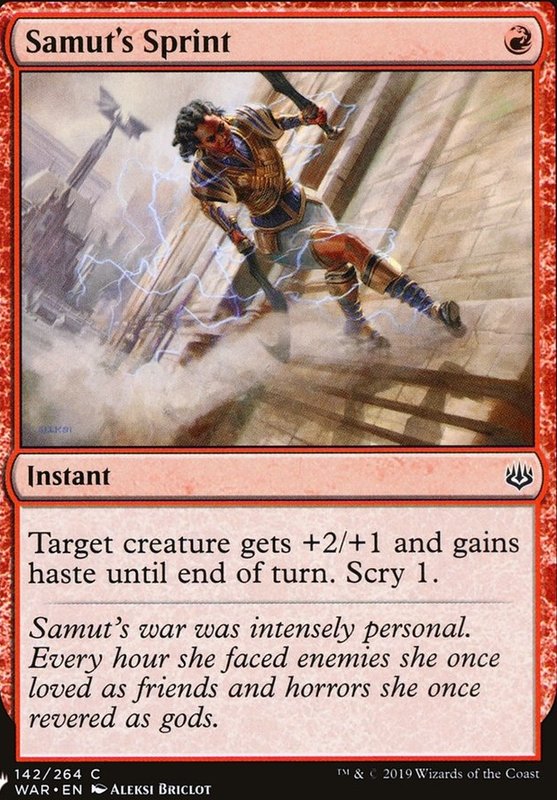 Samut's Sprint
Instant
Target creature gets +2/+1 and gains
haste until end of turn. Scry 1.
Samut's war was intensely personal.
Every hour she faced enemies she once
loved as friends and horrors she once
revered as gods.
142/264 C
WAR • EN Aleksi Briclot
™ & © 2019 Wizards of the Coast